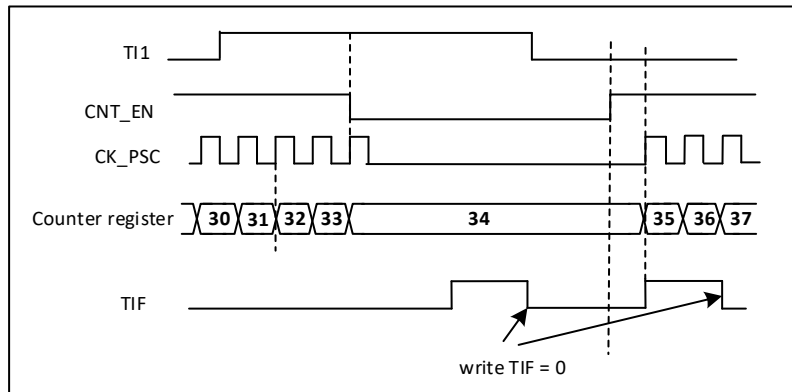 TI1
CNT_EN
CK_PSC
Counter register 30 31 32 33 34 35 36 37
TIF
write TIF = 0